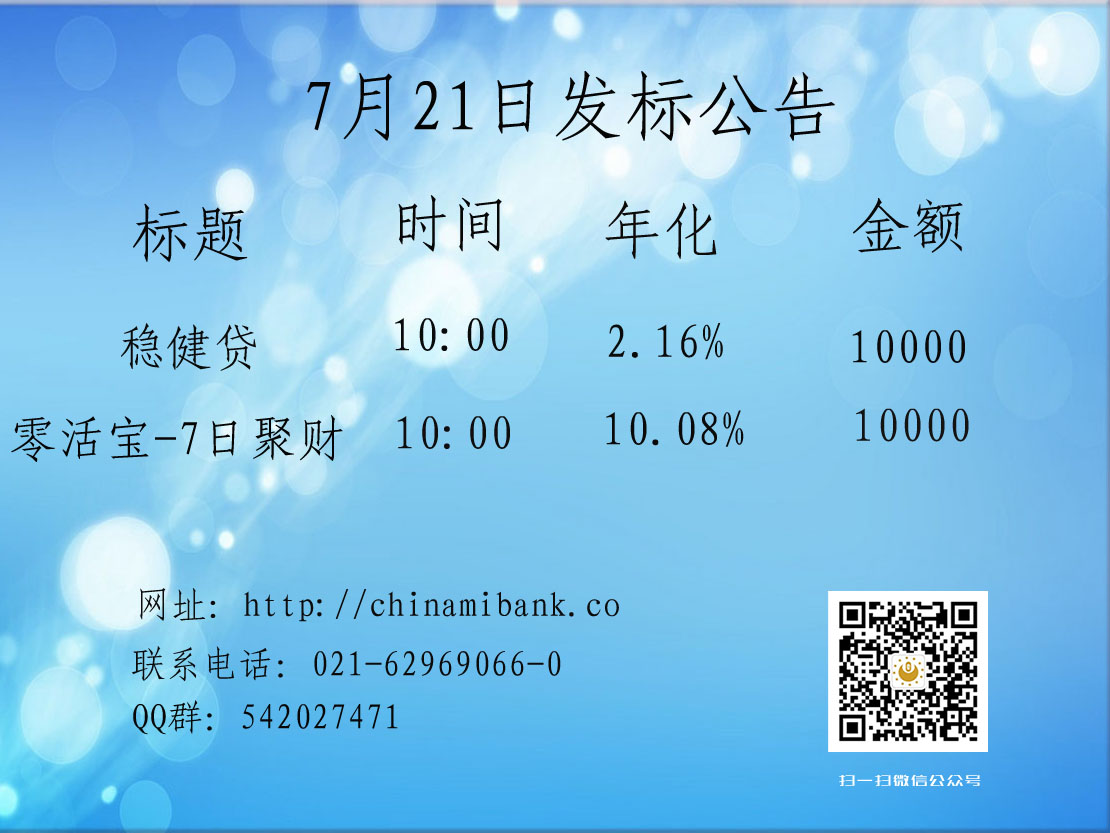 7月21日发标公告
标题 时间 年化 金额
稳健贷 10:00 2.16% 10000
零活宝-7日聚财 10:00 10.08% 10000
网址：http://chinamibank.co
联系电话：021-62969066-0
QQ群：542027471
扫一扫微信公众号